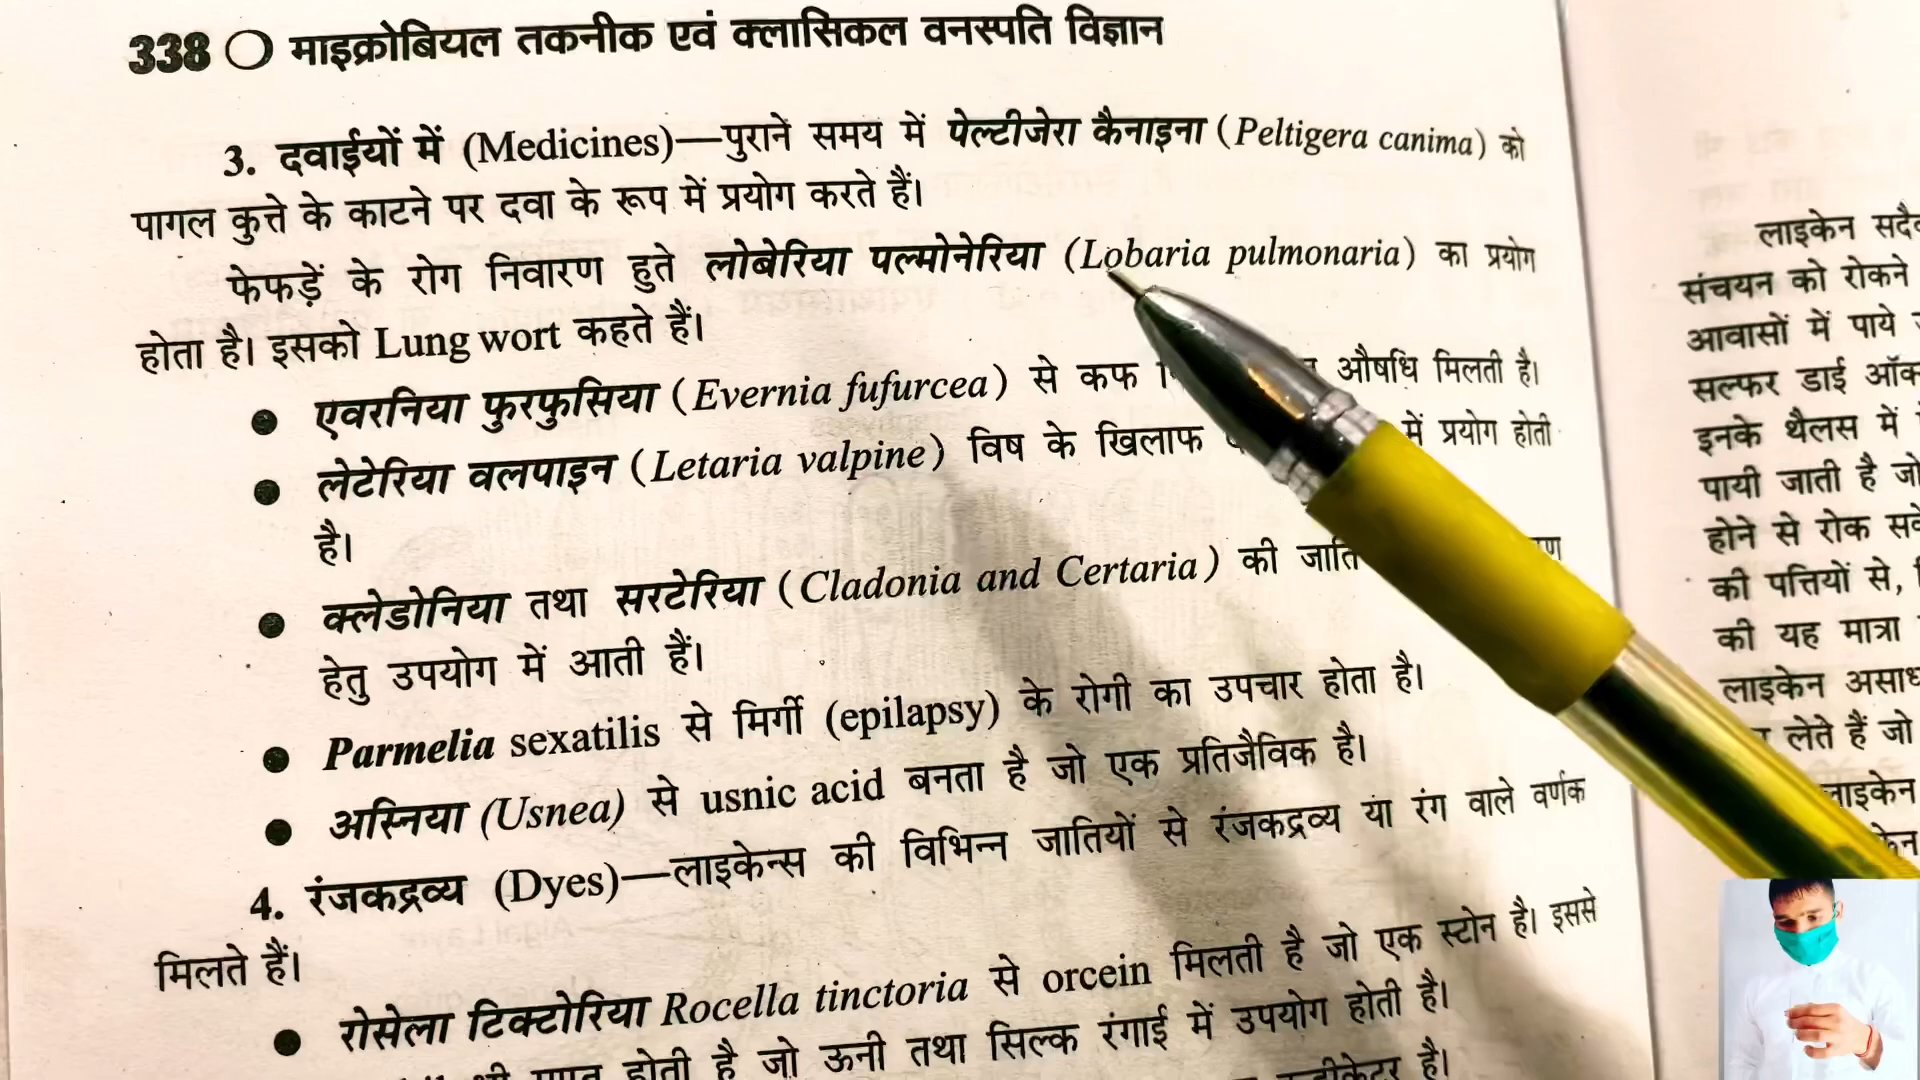 338 माइक्रोबियल तकनीक एवं क्लासिकल वनस्पति विज्ञान
3. दवाईयों में (Medicines)—पुराने समय में पेल्टीजेरा कैनाइना (Peltigera canima) को
पागल कुत्ते के काटने पर दवा के रूप में प्रयोग करते हैं।
फेफड़ें के रोग निवारण हुते लोबेरिया पल्मोनेरिया (Lobaria pulmonaria) का प्रयोग
होता है। इसको Lung wort कहते हैं।
● एवरनिया फुरफुसिया (Evernia fufurcea) से कफ औषधि मिलती है।
● लेटेरिया वलपाइन (Letaria valpine) विष के खिलाफ में प्रयोग होती
है।
● क्लेडोनिया तथा सरटेरिया (Cladonia and Certaria) की
हेतु उपयोग में आती हैं।
● Parmelia sexatilis से मिर्गी (epilapsy) के रोगी का उपचार होता है।
● अस्निया (Usnea) से usnic acid बनता है जो एक प्रतिजैविक है।
4. रंजकद्रव्य (Dyes)—लाइकेन्स की विभिन्न जातियों से रंजकद्रव्य या रंग वाले वर्णक
मिलते हैं।
● रोसेला टिक्टोरिया Rocella tinctoria से orcein मिलती है जो एक स्टोन है। इससे
होती है जो ऊनी तथा सिल्क रंगाई में उपयोग होती है।
है।
लाइकेन
संचयन को रोकने
आवासों में पाये
सल्फर डाई
इनके थैलस में
पायी जाती है जो
होने से रोक
की पत्तियों से,
की यह मात्रा
लाइकेन
लेते हैं जो
लाइकेन